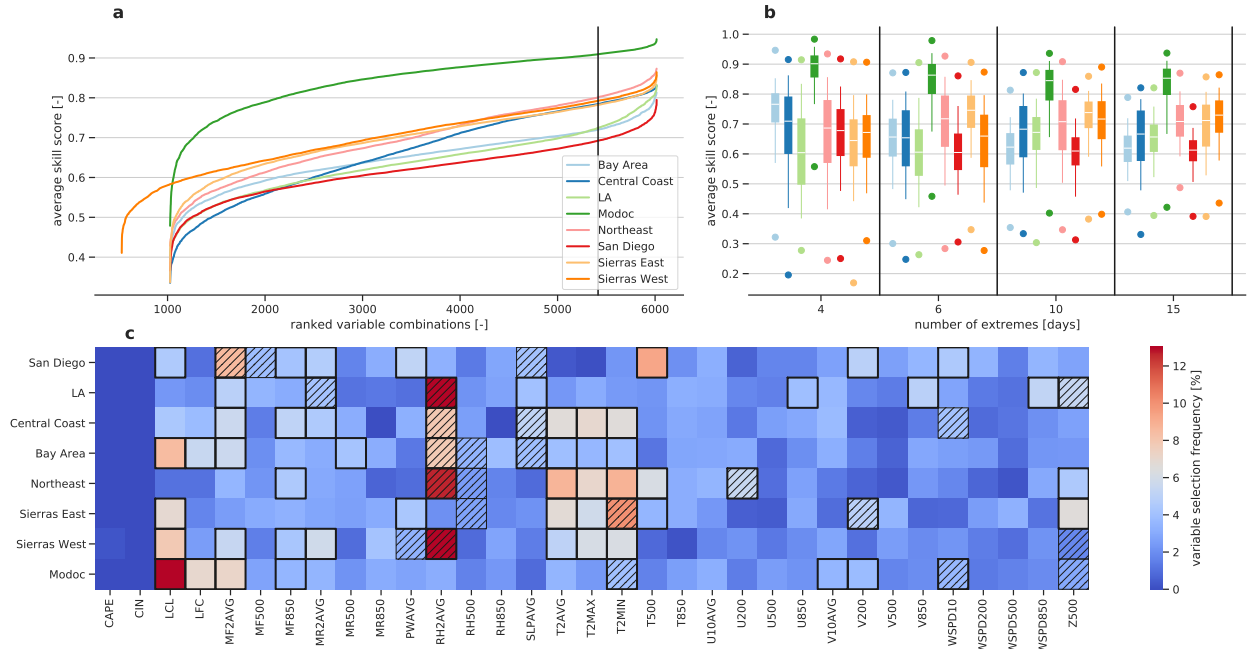 a
average skill score [-]
0.9
0.8
0.7
0.6
0.5
0.4
1000
2000
3000
4000
5000
6000
ranked variable combinations [-]
Bay Area
Central Coast
LA
Modoc
Northeast
San Diego
Sierras East
Sierras West
b
average skill score [-]
1.0
0.9
0.8
0.7
0.6
0.5
0.4
0.3
0.2
4
6
10
15
number of extremes [days]
c
San Diego
LA
Central Coast
Bay Area
Northeast
Sierras East
Sierras West
Modoc
CAPE
CIN
LCL
LFC
MF2AVG
MF500
MF850
MR2AVG
MR500
MR850
PWAVG
RH2AVG
RH500
RH850
SLPAVG
T2AVG
T2MAX
T2MIN
T500
T850
U10AVG
U200
U500
U850
V10AVG
V200
V500
V850
WSPD10
WSPD200
WSPD500
WSPD850
Z500
12
10
8
6
4
2
0
variable selection frequency [%]